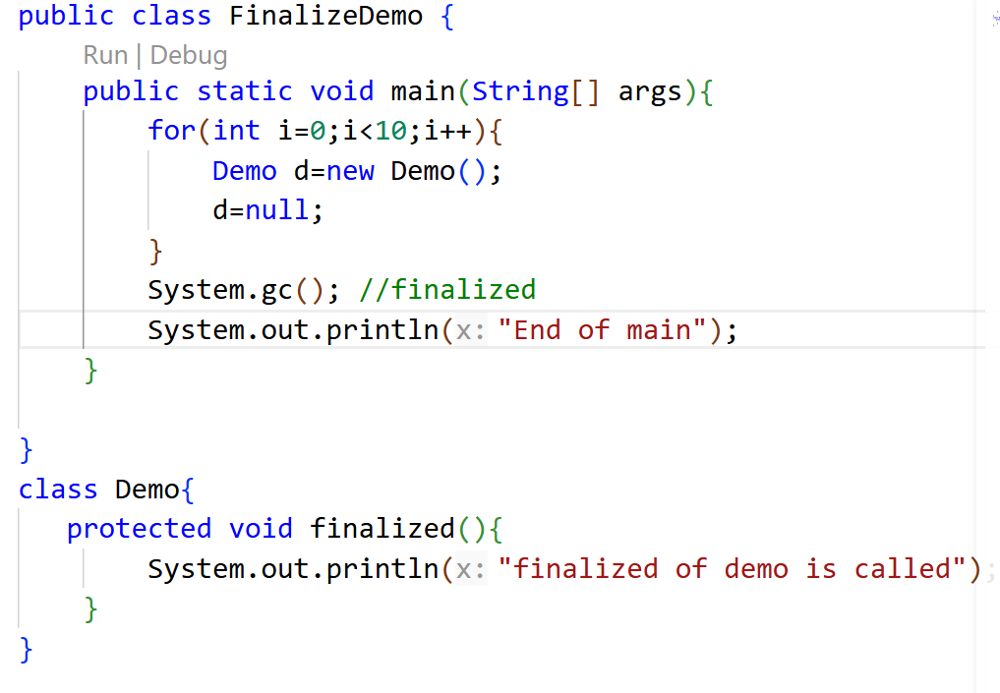 public class FinalizeDemo {
Run | Debug
public static void main(String[] args){
for(int i=0;i<10;i++){
Demo d=new Demo();
d=null;
}
System.gc(); //finalized
System.out.println(x: "End of main");
}
}
class Demo{
protected void finalized(){
System.out.println(x: "finalized of demo is called");
}
}